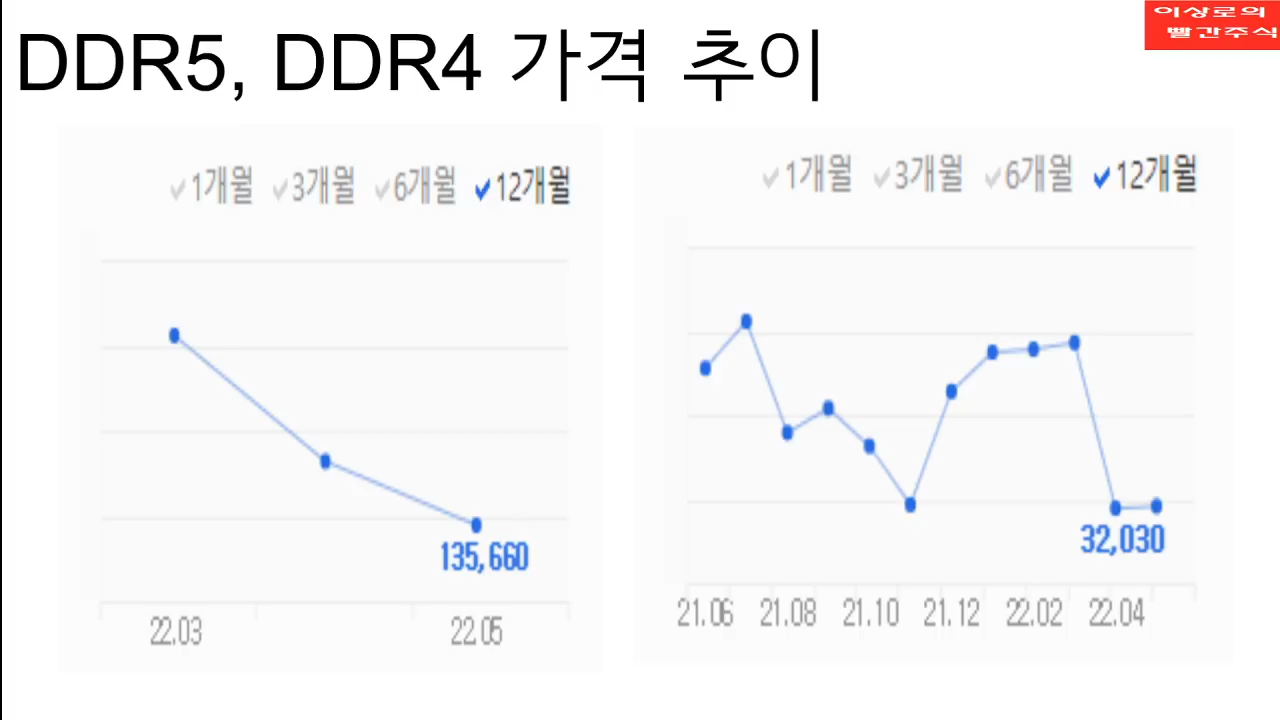 이상로의
빨간주식
DDR5, DDR4 가격 추이
1개월 3개월 6개월 12개월
135,660
22.03 22.05
1개월 3개월 6개월 12개월
32,030
21.06 21.08 21.10 21.12 22.02 22.04